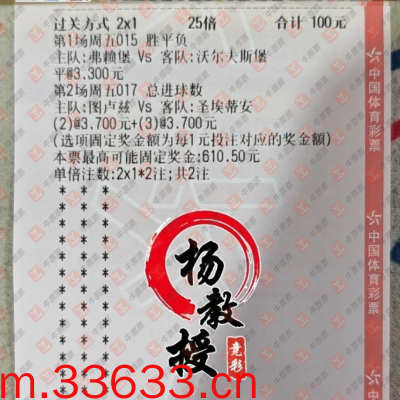 过关方式 2x1 25倍 合计 100元
第1场周五015 胜平负
主队:弗赖堡 Vs 客队:沃尔夫斯堡
平@3.300元
第2场周五017 总进球数
主队:图卢兹 Vs 客队:圣埃蒂安
(2)@3.700元+(3)@3.700元
(选项固定奖金额为每1元投注对应的奖金额)
本票最高可能固定奖金:610.50元
单倍注数:2x1*2注;共2注
中国体育彩票
中国体育彩票
杨教授
竞彩
m.33633.cn